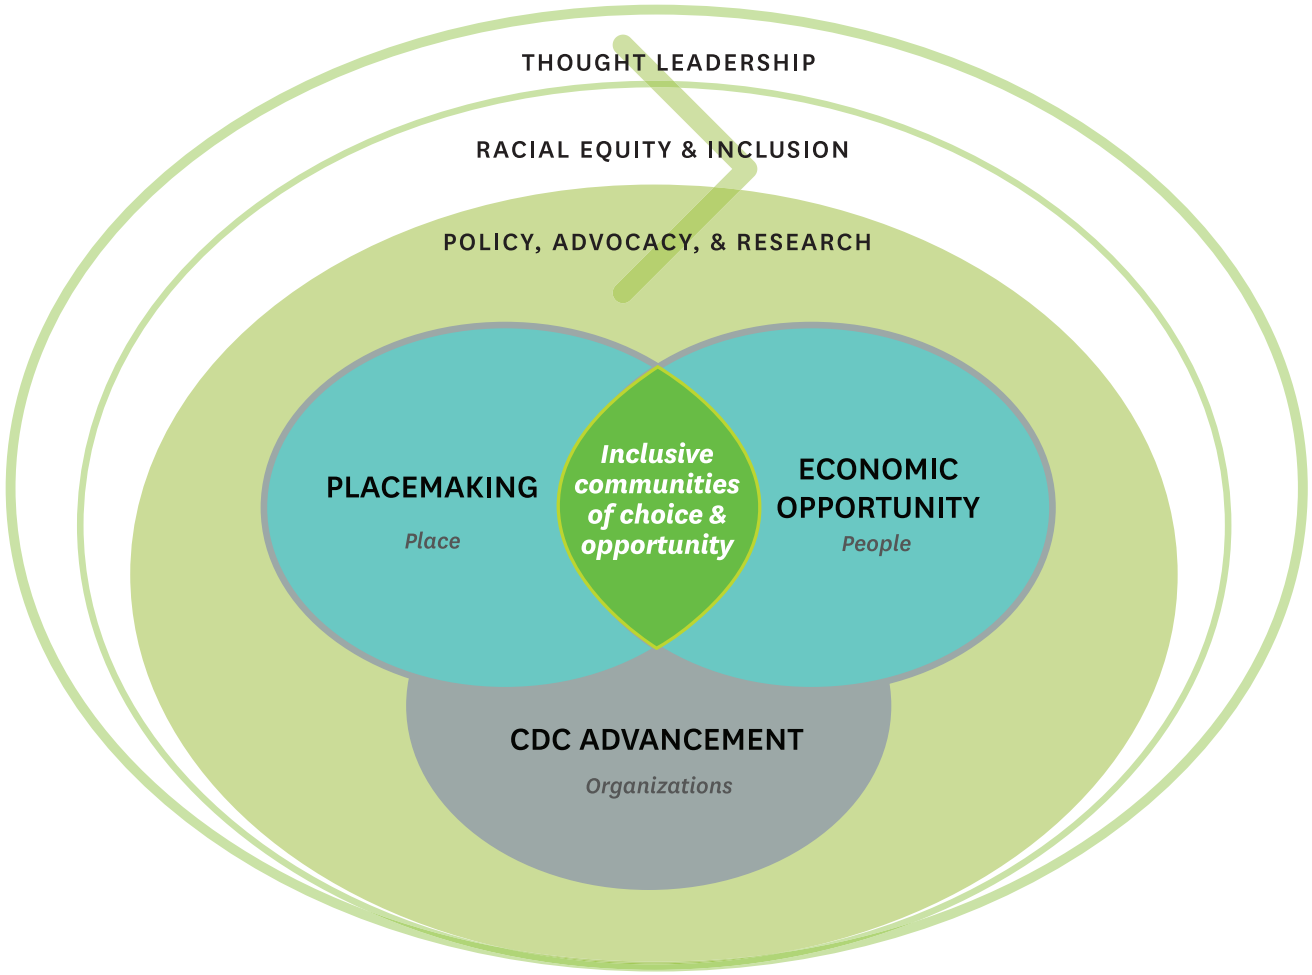 THOUGHT LEADERSHIP
RACIAL EQUITY & INCLUSION
POLICY, ADVOCACY, & RESEARCH
PLACEMAKING
Place
Inclusive
communities
of choice &
opportunity
ECONOMIC
OPPORTUNITY
People
CDC ADVANCEMENT
Organizations